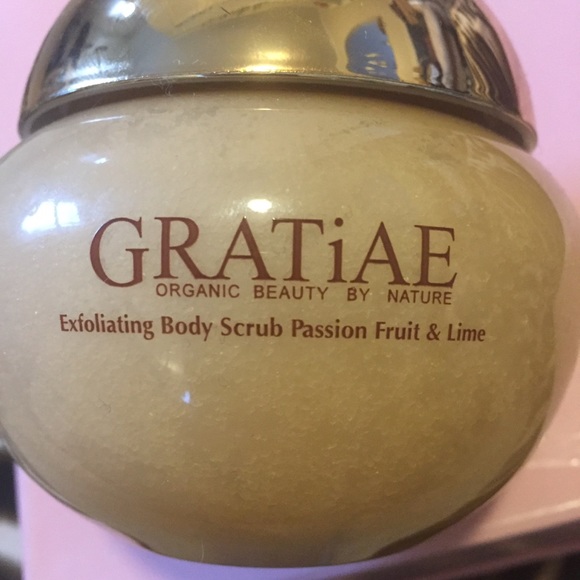 GRATiAE
ORGANIC BEAUTY BY NATURE
Exfoliating Body Scrub Passion Fruit & Lime